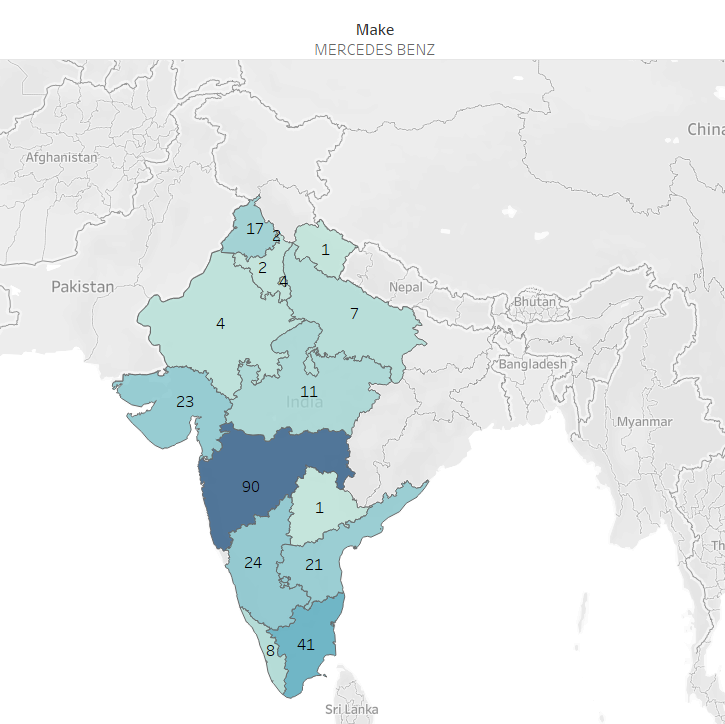 Make
MERCEDES BENZ
China
Afghanistan
17
2
1
2
4
Pakistan
Nepal
Bhutan
4
7
Bangladesh
23
11
India
Myanmar
90
1
Th
24
21
8
41
Sri Lanka